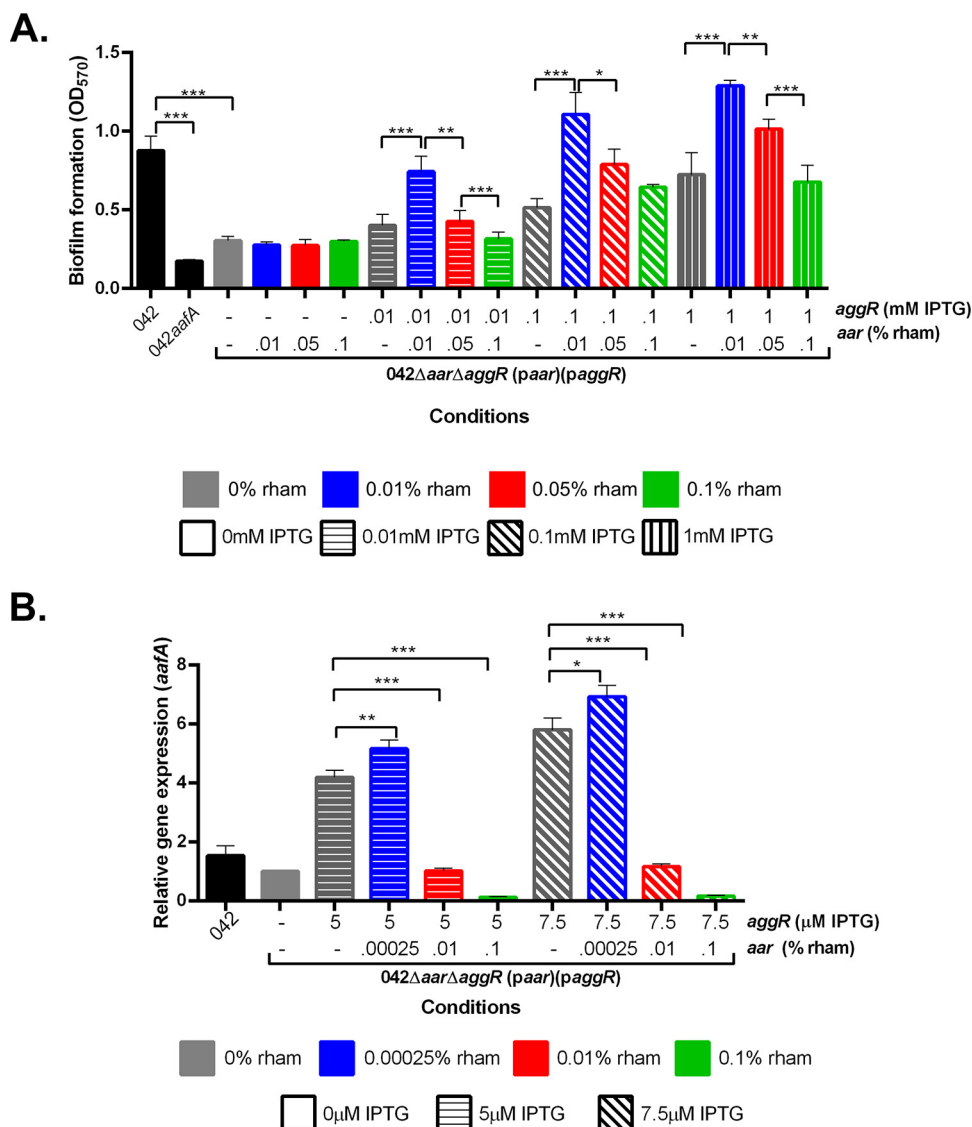 A.
Biofilm formation (OD570)
1.5
1.0
0.5
0.0
*** *** *** ** *** *** * *** ** ***
042 042aafA - - - - .01 .01 .01 .01 .1 .1 .1 .1 1 1 1 1 aggR (mM IPTG)
- .01 .05 .1 - .01 .05 .1 - .01 .05 .1 - .01 .05 .1 aar (% rham)
042ΔaarΔaggR (paar)(paggR)
Conditions
0% rham 0.01% rham 0.05% rham 0.1% rham
0mM IPTG 0.01mM IPTG 0.1mM IPTG 1mM IPTG
B.
Relative gene expression (aafA)
8
6
4
2
0
*** *** ** *** *** *
042 - 5 5 5 5 7.5 7.5 7.5 7.5 aggR (μM IPTG)
- - .00025 .01 .1 - .00025 .01 .1 aar (% rham)
042ΔaarΔaggR (paar)(paggR)
Conditions
0% rham 0.00025% rham 0.01% rham 0.1% rham
0μM IPTG 5μM IPTG 7.5μM IPTG